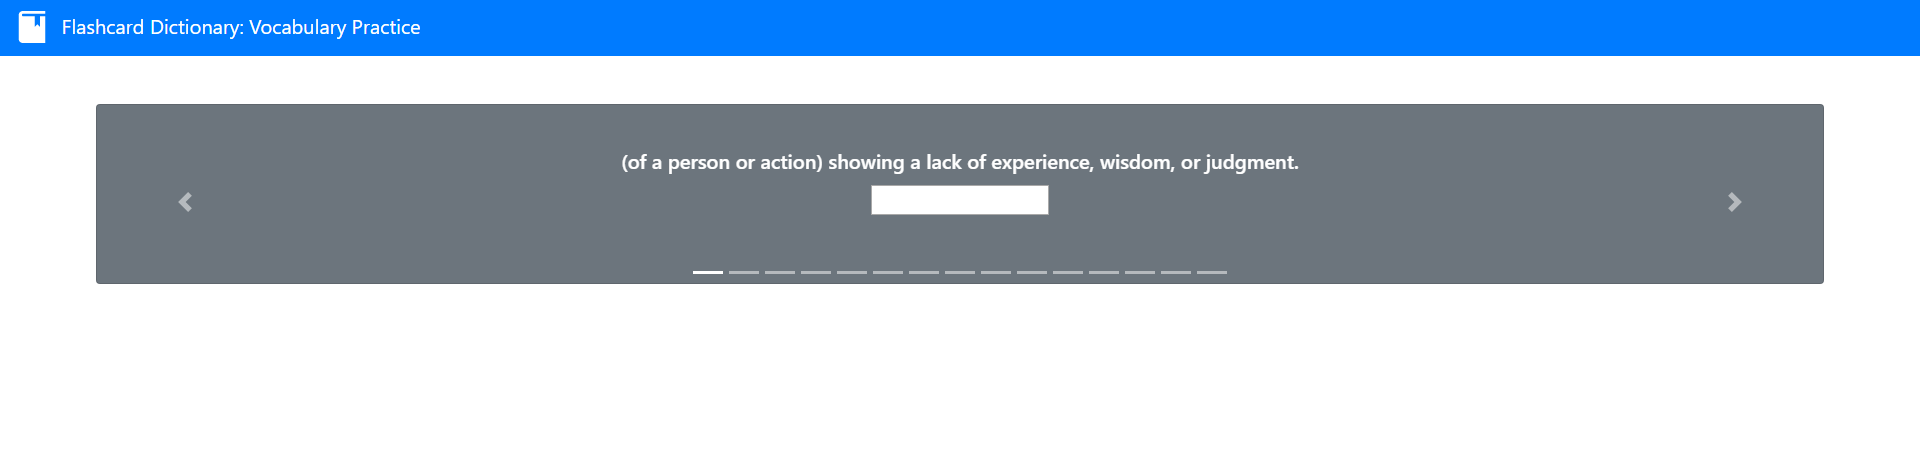 Flashcard Dictionary: Vocabulary Practice
(of a person or action) showing a lack of experience, wisdom, or judgment.